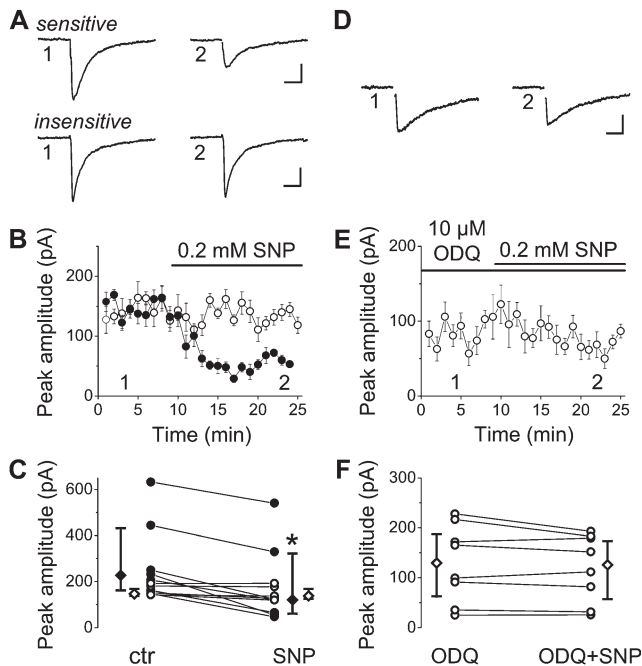 A
sensitive
1
2
insensitive
1
2
D
1
2
B
0.2 mM SNP
Peak amplitude (pA)
200
150
0
1
2
0 5 10 15 20 25
Time (min)
E
10 µM
ODQ
0.2 mM SNP
Peak amplitude (pA)
200
100
0
1
2
0 5 10 15 20 25
Time (min)
C
Peak amplitude (pA)
600
400
200
0
*
ctr
SNP
F
Peak amplitude (pA)
300
200
100
0
ODQ
ODQ+SNP